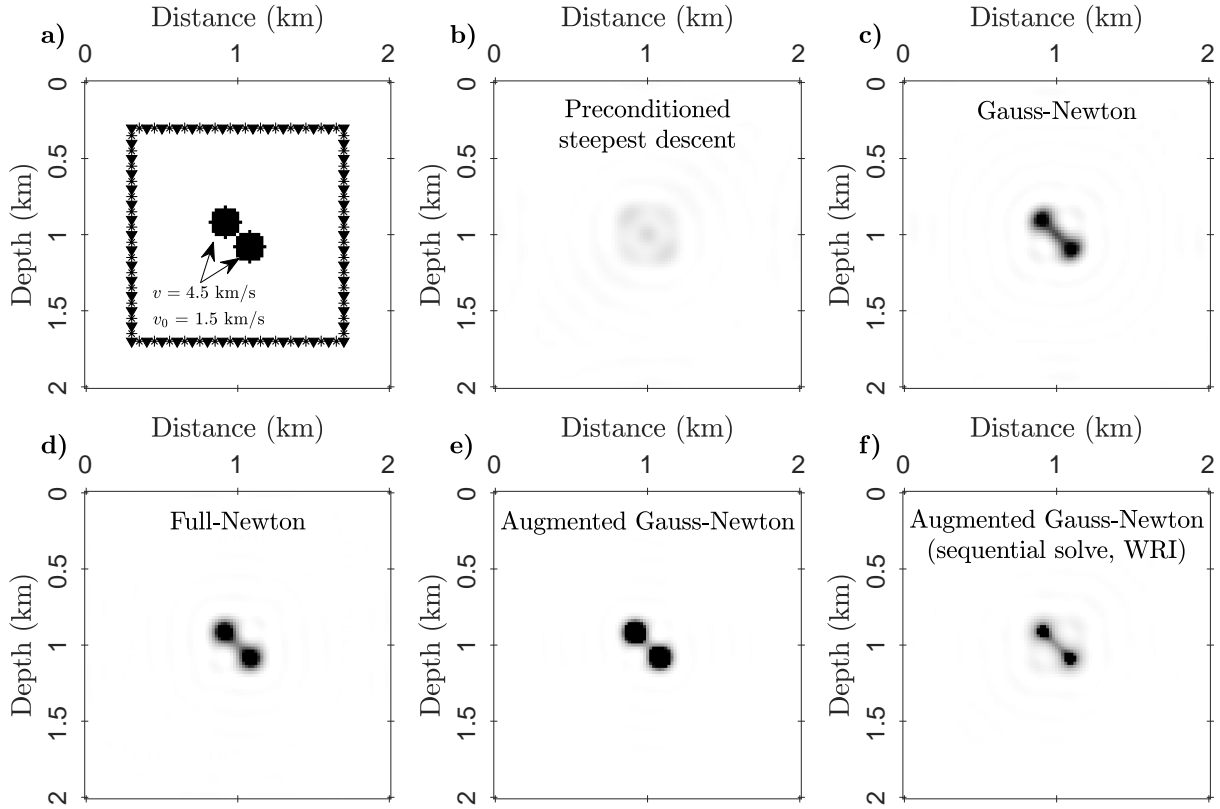 Distance (km)
a)
0 1 2
Depth (km)
0
0.5
1
1.5
2
v = 4.5 km/s
v₀ = 1.5 km/s
Distance (km)
b)
0 1 2
Depth (km)
0
0.5
1
1.5
2
Preconditioned
steepest descent
Distance (km)
c)
0 1 2
Depth (km)
0
0.5
1
1.5
2
Gauss-Newton
Distance (km)
d)
0 1 2
Depth (km)
0
0.5
1
1.5
2
Full-Newton
Distance (km)
e)
0 1 2
Depth (km)
0
0.5
1
1.5
2
Augmented Gauss-Newton
Distance (km)
f)
0 1 2
Depth (km)
0
0.5
1
1.5
2
Augmented Gauss-Newton
(sequential solve, WRI)